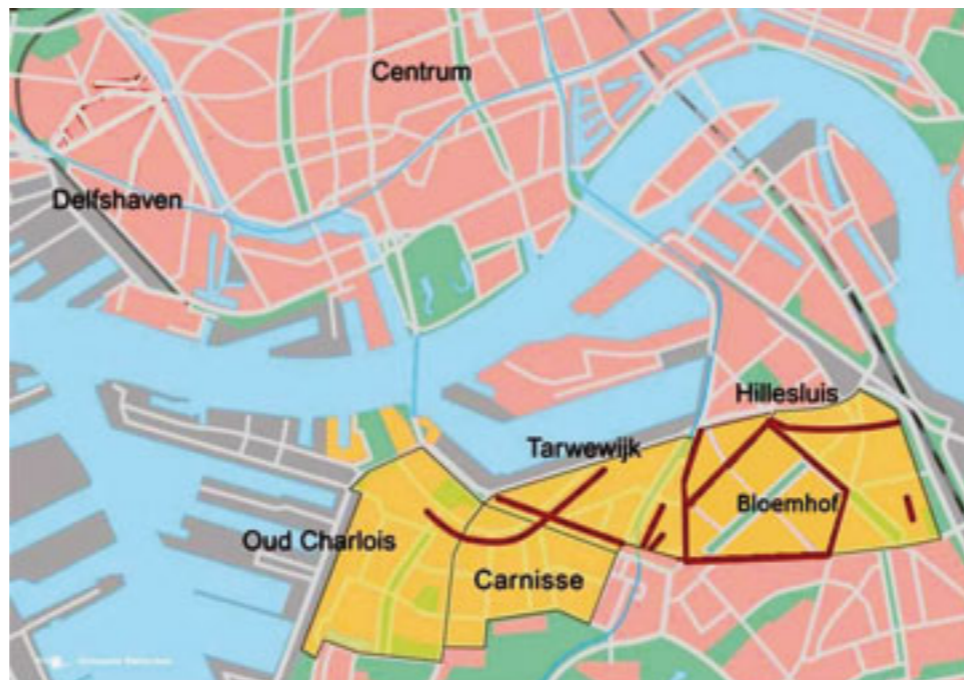 Centrum
Delfshaven
Hillesluis
Tarwewijk
Bloemhof
Oud Charlois
Carnisse